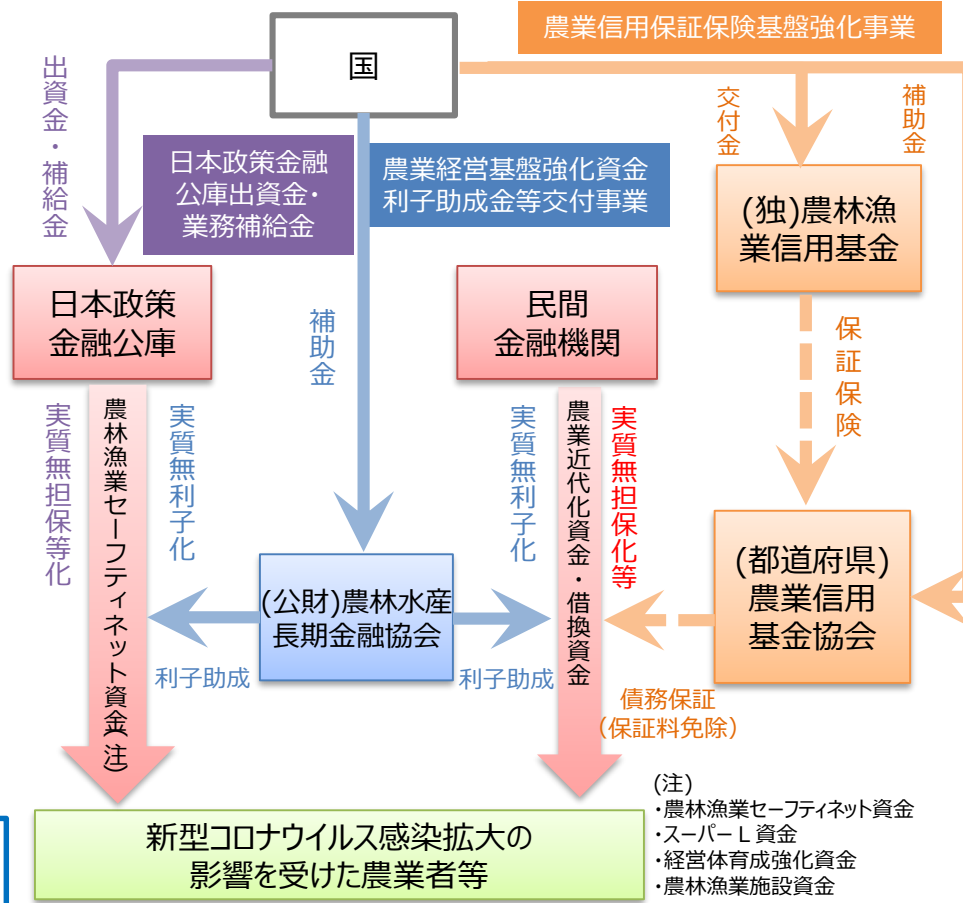 農業信用保証保険基盤強化事業
国
出資金・補給金
日本政策金融
公庫出資金・
業務補給金
農業経営基盤強化資金
利子助成金等交付事業
交付金
補助金
(独)農林漁
業信用基金
日本政策
金融公庫
補助金
民間
金融機関
保証保険
実質無担保等化
農林漁業セーフティネット資金(注)
実質無利子化
実質無利子化
農業近代化資金・借換資金
実質無担保化等
(公財)農林水産
長期金融協会
(都道府県)
農業信用
基金協会
利子助成
利子助成
債務保証
(保証料免除)
新型コロナウイルス感染拡大の
影響を受けた農業者等
(注)
・農林漁業セーフティネット資金
・スーパーL資金
・経営体育成強化資金
・農林漁業施設資金